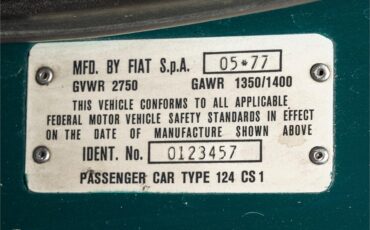 MFD. BY FIAT S.p.A. 05*77
GVWR 2750 GAWR 1350/1400
THIS VEHICLE CONFORMS TO ALL APPLICABLE
FEDERAL MOTOR VEHICLE SAFETY STANDARDS IN EFFECT
ON THE DATE OF MANUFACTURE SHOWN ABOVE
IDENT. No. 0123457
PASSENGER CAR TYPE 124 CS1